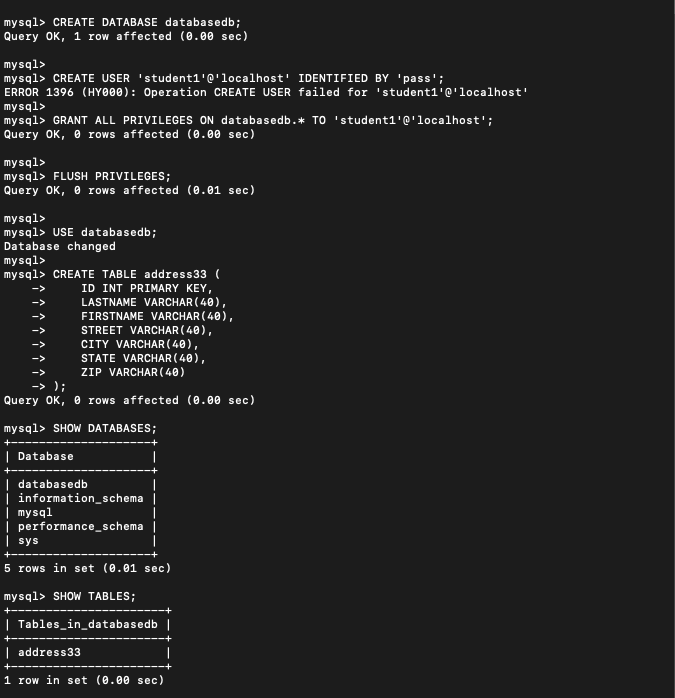 mysql> CREATE DATABASE databasedb;
Query OK, 1 row affected (0.00 sec)

mysql>
mysql> CREATE USER 'student1'@'localhost' IDENTIFIED BY 'pass';
ERROR 1396 (HY000): Operation CREATE USER failed for 'student1'@'localhost'
mysql>
mysql> GRANT ALL PRIVILEGES ON databasedb.* TO 'student1'@'localhost';
Query OK, 0 rows affected (0.00 sec)

mysql>
mysql> FLUSH PRIVILEGES;
Query OK, 0 rows affected (0.01 sec)

mysql>
mysql> USE databasedb;
Database changed
mysql>
mysql> CREATE TABLE address33 (
    ->     ID INT PRIMARY KEY,
    ->     LASTNAME VARCHAR(40),
    ->     FIRSTNAME VARCHAR(40),
    ->     STREET VARCHAR(40),
    ->     CITY VARCHAR(40),
    ->     STATE VARCHAR(40),
    ->     ZIP VARCHAR(40)
    -> );
Query OK, 0 rows affected (0.00 sec)

mysql> SHOW DATABASES;
+--------------------+
| Database           |
+--------------------+
| databasedb         |
| information_schema |
| mysql              |
| performance_schema |
| sys                |
+--------------------+
5 rows in set (0.01 sec)

mysql> SHOW TABLES;
+----------------------+
| Tables_in_databasedb |
+----------------------+
| address33            |
+----------------------+
1 row in set (0.00 sec)